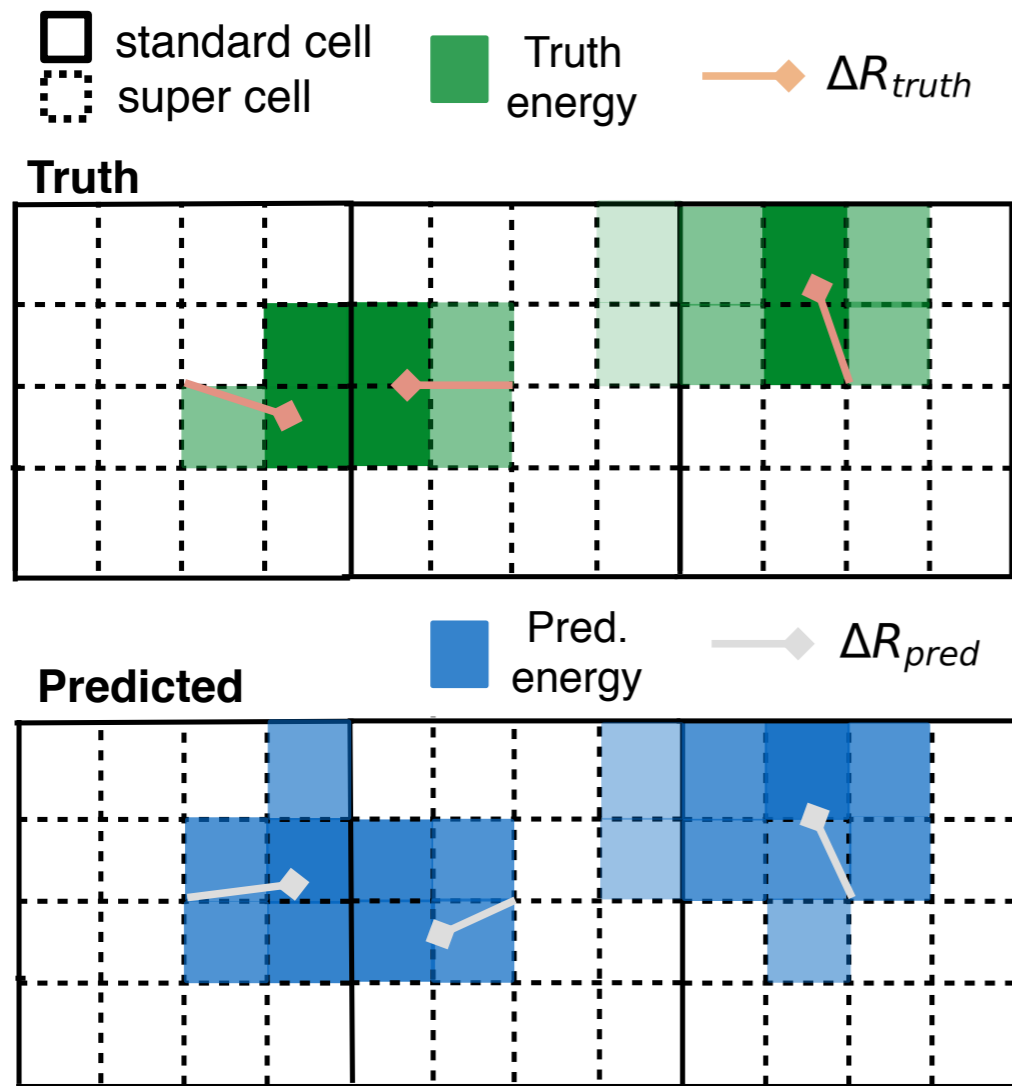 standard cell
super cell
Truth
energy
ΔR_truth
Truth
Pred.
energy
ΔR_pred
Predicted